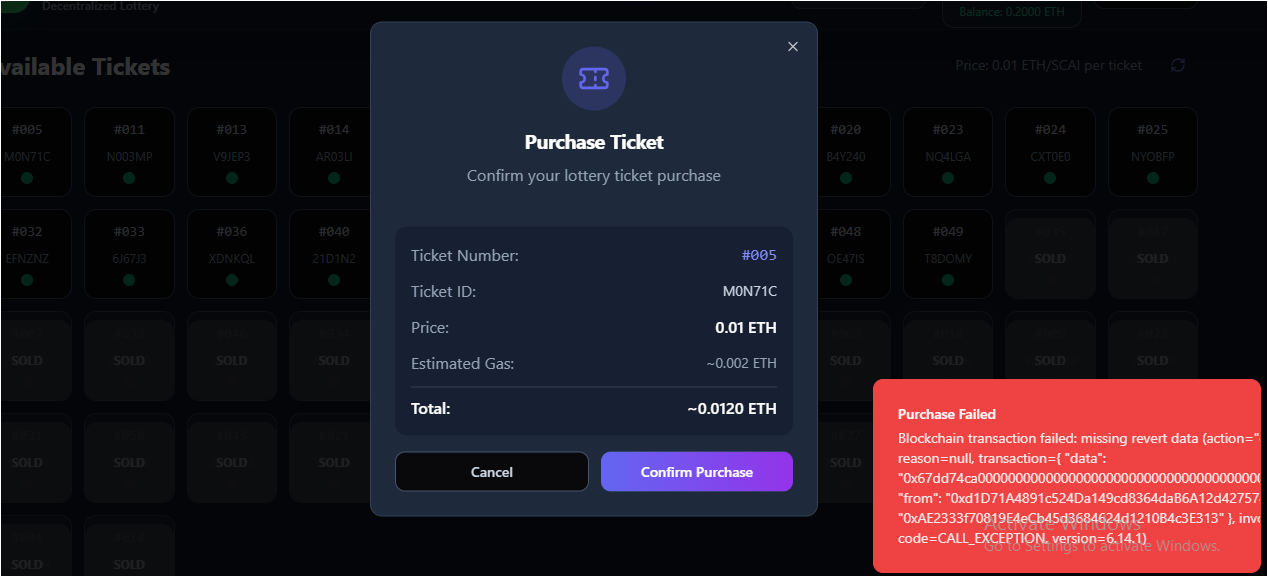 Decentralized Lottery
Balance: 0.2000 ETH
vailable Tickets
Price: 0.01 ETH/SCAI per ticket
#005 #011 #013 #014 #020 #023 #024 #025
M0N71C N003MP V9JEP3 AR03LI B4Y240 NQ4LGA CXT0E0 NYOBFP
#032 #033 #036 #040 #048 #049
EFNZNZ 6J67J3 XDNKQL 21D1N2 OE47IS T8DOMY SOLD SOLD
SOLD SOLD SOLD SOLD SOLD SOLD SOLD SOLD
SOLD SOLD SOLD SOLD SOLD
SOLD SOLD
Purchase Ticket
Confirm your lottery ticket purchase
Ticket Number: #005
Ticket ID: M0N71C
Price: 0.01 ETH
Estimated Gas: ~0.002 ETH
Total: ~0.0120 ETH
Cancel Confirm Purchase
Purchase Failed
Blockchain transaction failed: missing revert data (action="
reason=null, transaction={ "data":
"0x67dd74ca0000000000000000000000000000000000000
"from": "0xd1D71A4891c524Da149cd8364daB6A12d42757
"0xAE2333f70819E4eCb45d3684624d1210B4c3E313" }, invo
code=CALL_EXCEPTION, version=6.14.1)
Activate Windows
Go to Settings to activate Windows.